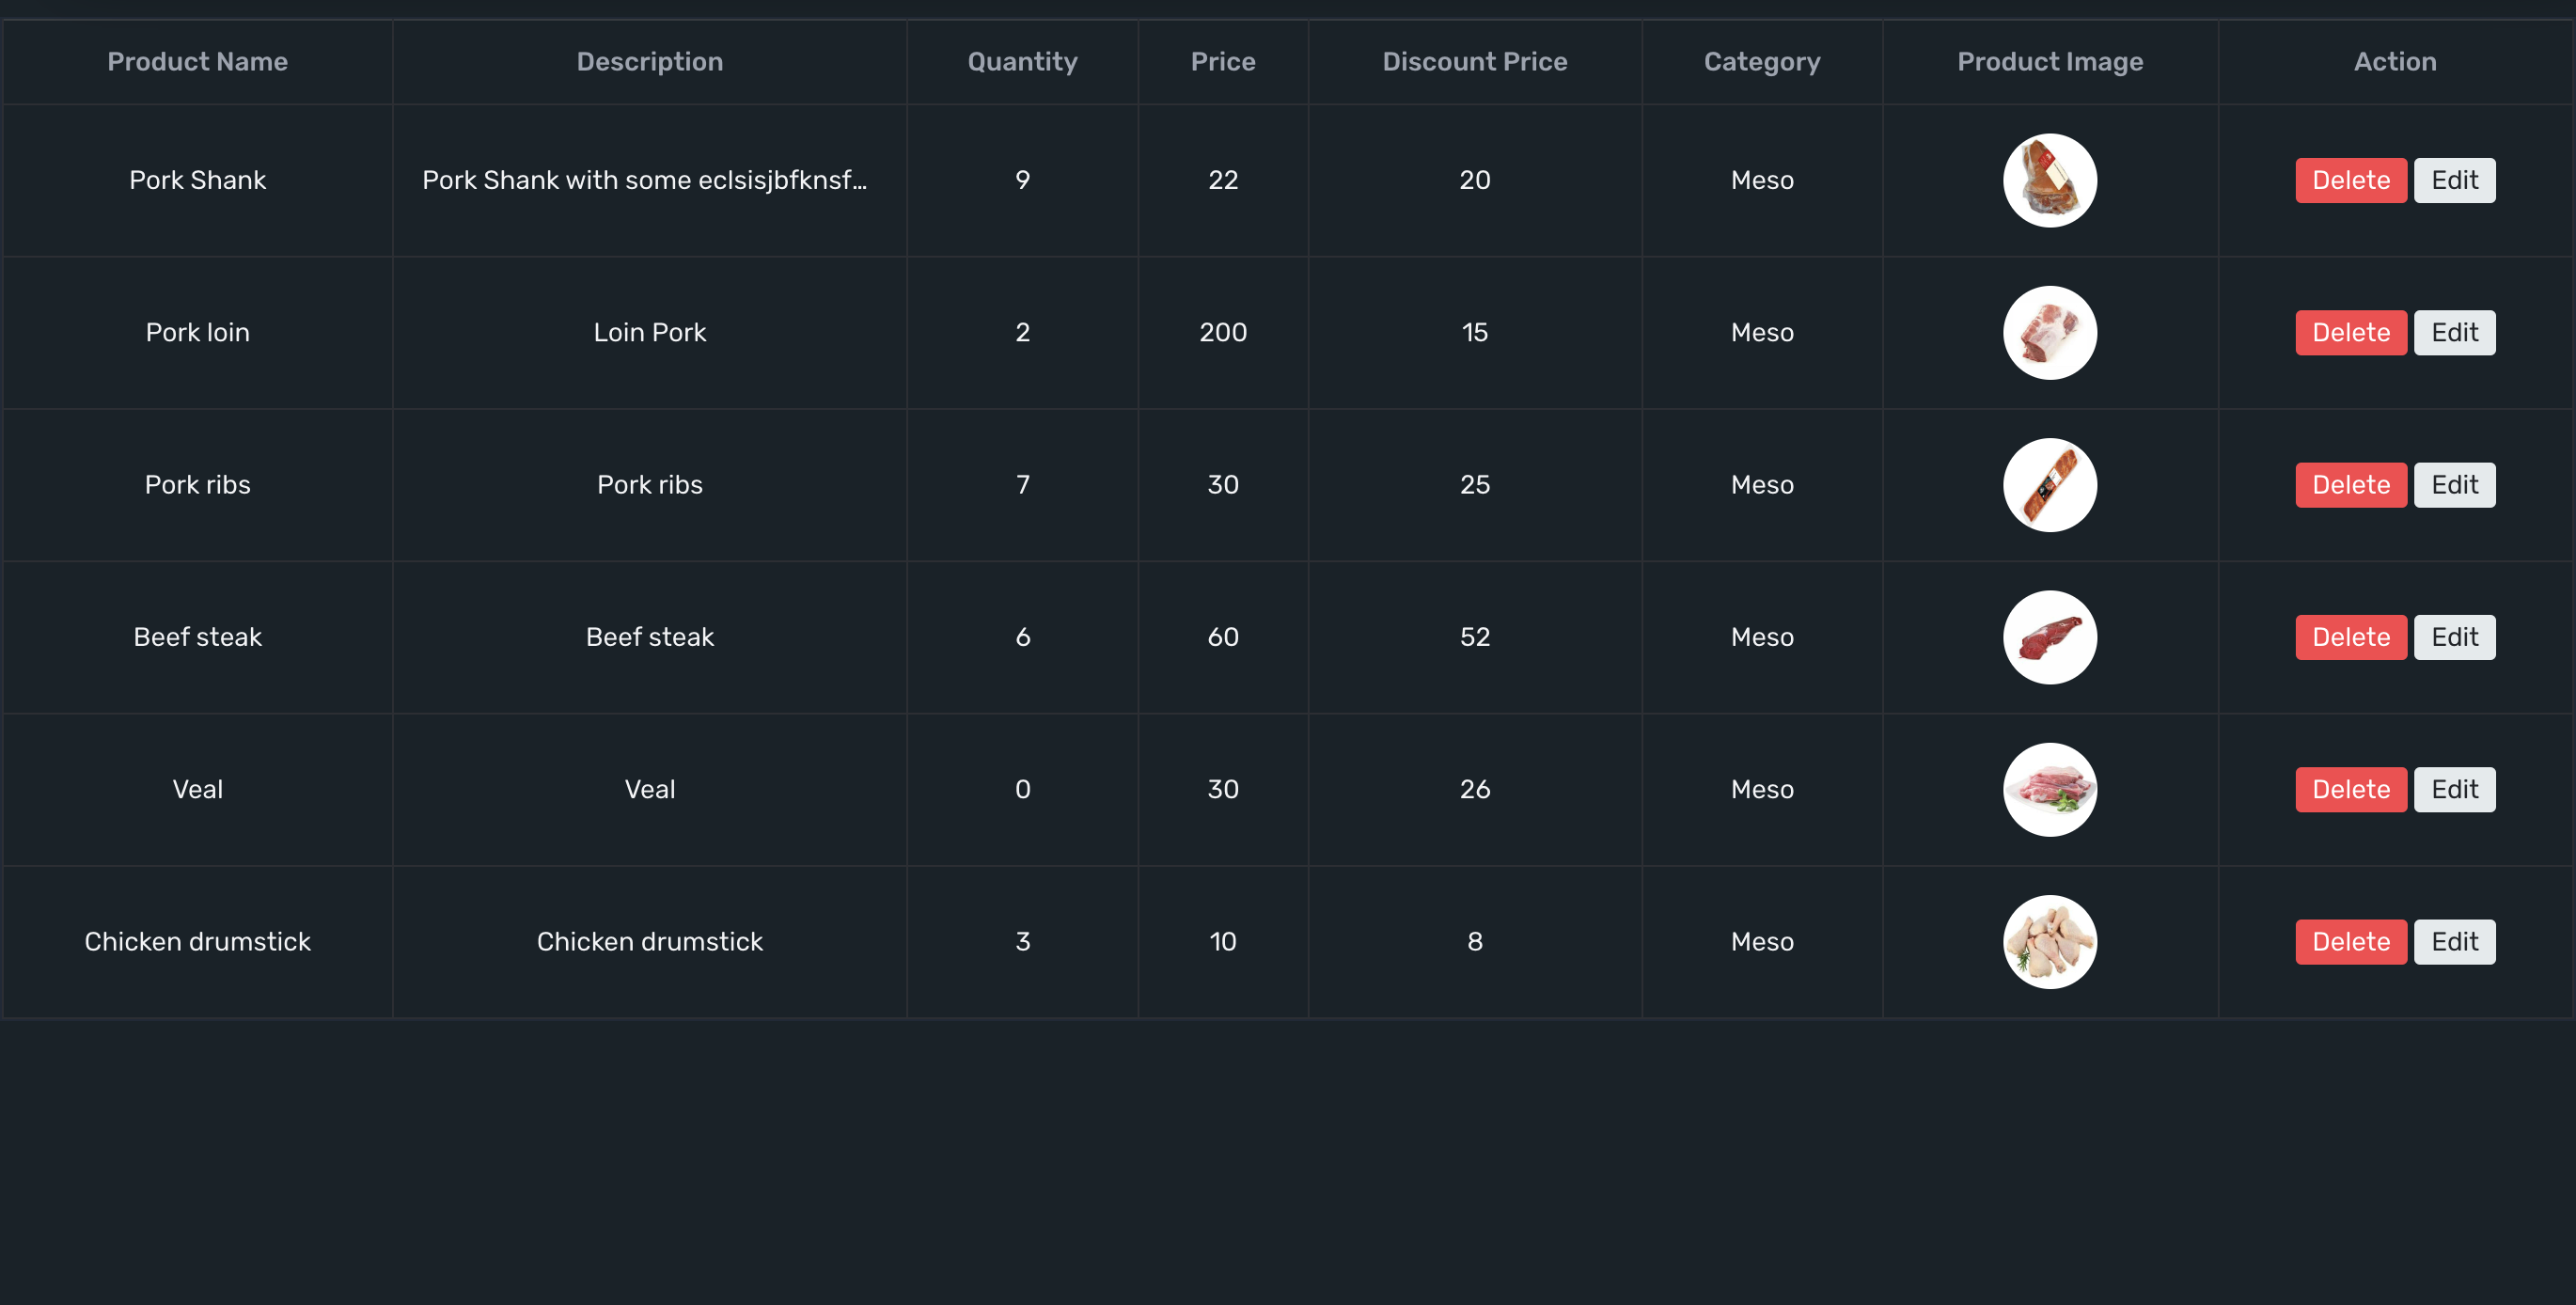 Product Name Description Quantity Price Discount Price Category Product Image Action
Pork Shank Pork Shank with some eclsisjbfknsf... 9 22 20 Meso Delete Edit
Pork loin Loin Pork 2 200 15 Meso Delete Edit
Pork ribs Pork ribs 7 30 25 Meso Delete Edit
Beef steak Beef steak 6 60 52 Meso Delete Edit
Veal Veal 0 30 26 Meso Delete Edit
Chicken drumstick Chicken drumstick 3 10 8 Meso Delete Edit